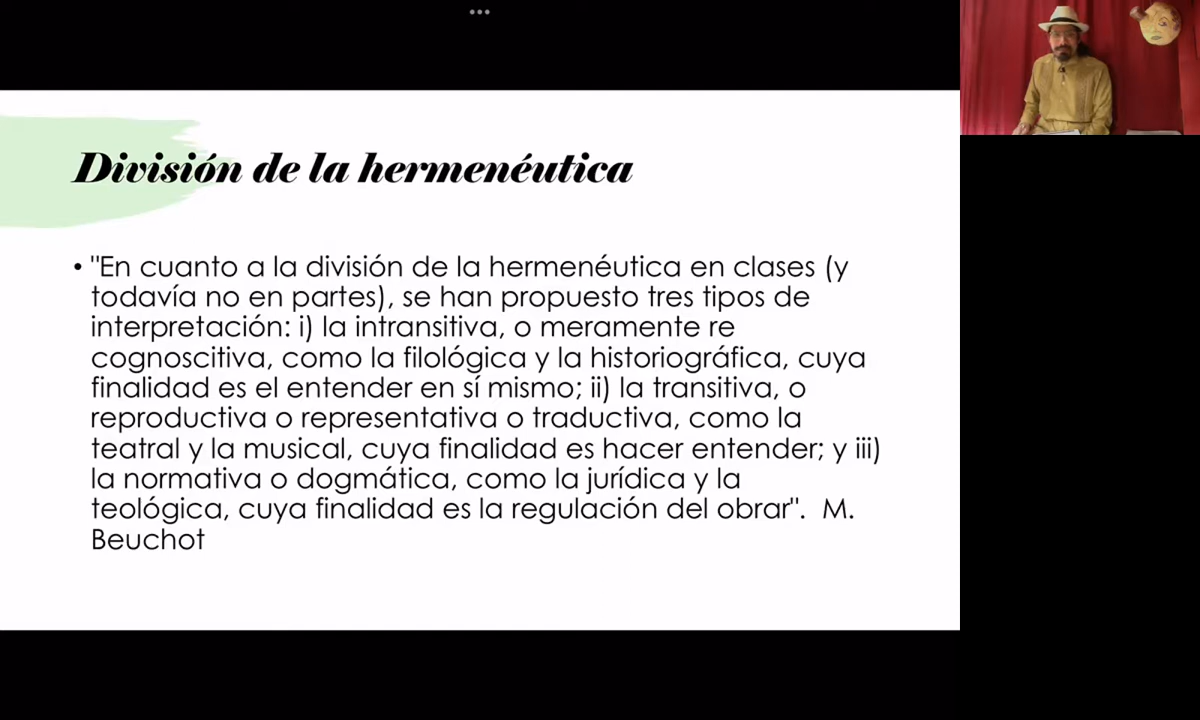 División de la hermenéutica
• "En cuanto a la división de la hermenéutica en clases (y
todavía no en partes), se han propuesto tres tipos de
interpretación: i) la intransitiva, o meramente re
cognoscitiva, como la filológica y la historiográfica, cuya
finalidad es el entender en sí mismo; ii) la transitiva, o
reproductiva o representativa o traductiva, como la
teatral y la musical, cuya finalidad es hacer entender; y iii)
la normativa o dogmática, como la jurídica y la
teológica, cuya finalidad es la regulación del obrar". M.
Beuchot